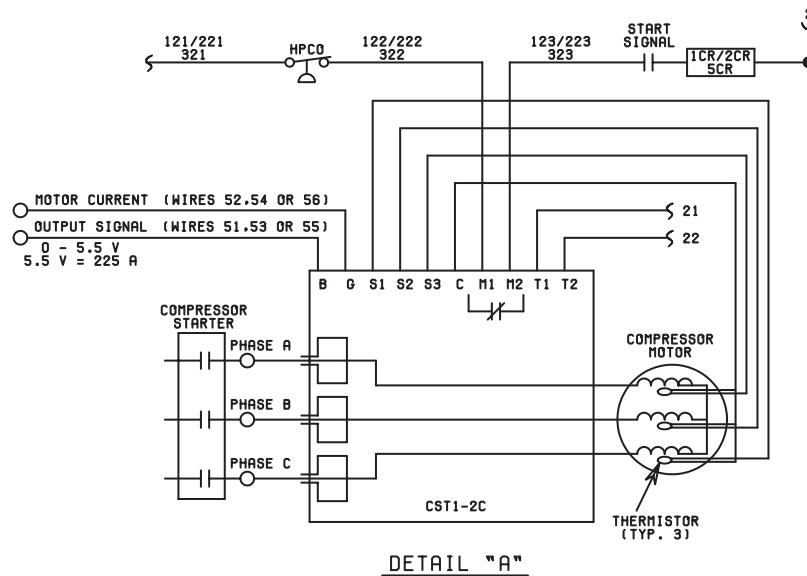 121/221
321
HPCO
122/222
322
123/223
323
START
SIGNAL
1CR/2CR
5CR
MOTOR CURRENT (WIRES 52.54 OR 56)
OUTPUT SIGNAL (WIRES 51.53 OR 55)
0 - 5.5 V
5.5 V = 225 A
21
22
B G S1 S2 S3 C M1 M2 T1 T2
COMPRESSOR
STARTER
PHASE A
PHASE B
PHASE C
COMPRESSOR
MOTOR
CST1-2C
THERMISTOR
(TYP. 3)
DETAIL "A"